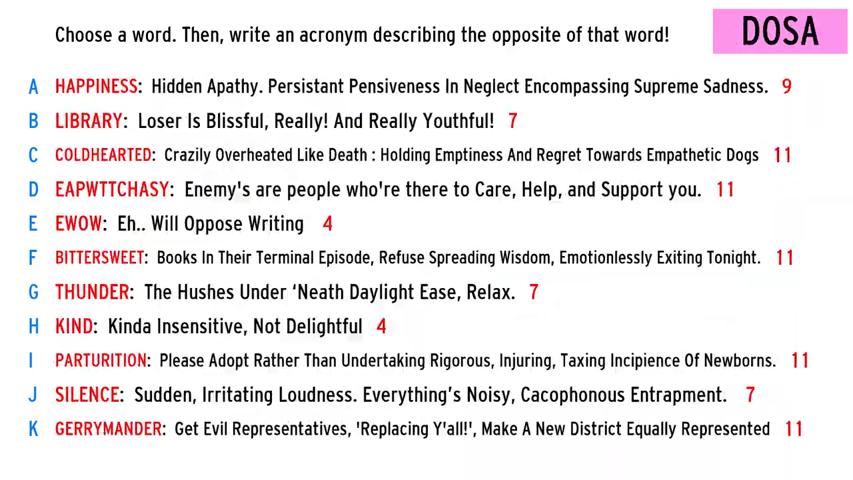 Choose a word. Then, write an acronym describing the opposite of that word!
DOSA
A HAPPINESS: Hidden Apathy. Persistant Pensiveness In Neglect Encompassing Supreme Sadness. 9
B LIBRARY: Loser Is Blissful, Really! And Really Youthful! 7
C COLDHEARTED: Crazily Overheated Like Death : Holding Emptiness And Regret Towards Empathetic Dogs 11
D EAPWTTCHASY: Enemy's are people who're there to Care, Help, and Support you. 11
E EWOW: Eh.. Will Oppose Writing 4
F BITTERSWEET: Books In Their Terminal Episode, Refuse Spreading Wisdom, Emotionlessly Exiting Tonight. 11
G THUNDER: The Hushes Under ‘Neath Daylight Ease, Relax. 7
H KIND: Kinda Insensitive, Not Delightful 4
I PARTURITION: Please Adopt Rather Than Undertaking Rigorous, Injuring, Taxing Incipience Of Newborns. 11
J SILENCE: Sudden, Irritating Loudness. Everything’s Noisy, Cacophonous Entrapment. 7
K GERRYMANDER: Get Evil Representatives, 'Replacing Y'all!', Make A New District Equally Represented 11